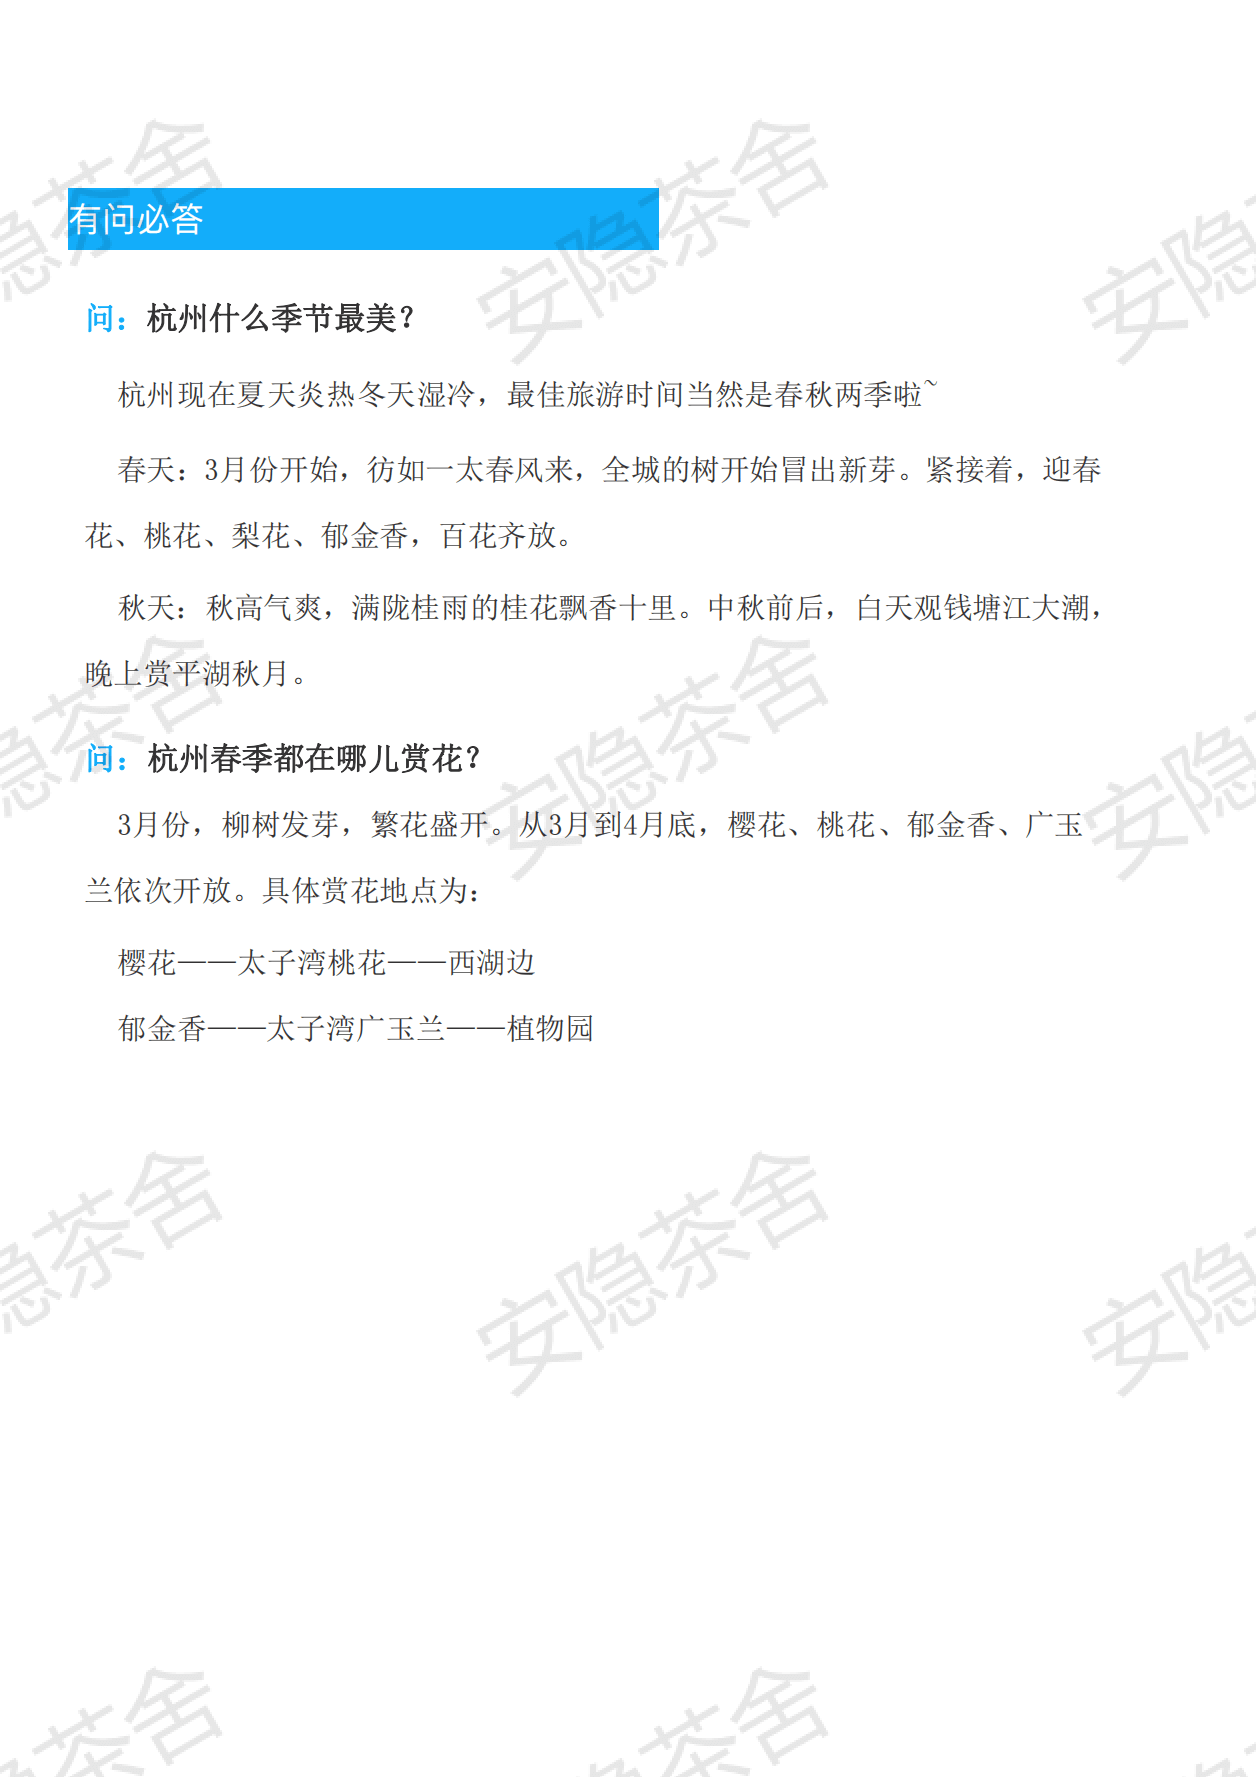 有问必答
问：杭州什么季节最美？
杭州现在夏天炎热冬天湿冷，最佳旅游时间当然是春秋两季啦~
春天：3月份开始，彷如一太春风来，全城的树开始冒出新芽。紧接着，迎春
花、桃花、梨花、郁金香，百花齐放。
秋天：秋高气爽，满陇桂雨的桂花飘香十里。中秋前后，白天观钱塘江大潮，
晚上赏平湖秋月。
问：杭州春季都在哪儿赏花？
3月份，柳树发芽，繁花盛开。从3月到4月底，樱花、桃花、郁金香、广玉
兰依次开放。具体赏花地点为：
樱花——太子湾桃花——西湖边
郁金香——太子湾广玉兰——植物园
安隐茶舍